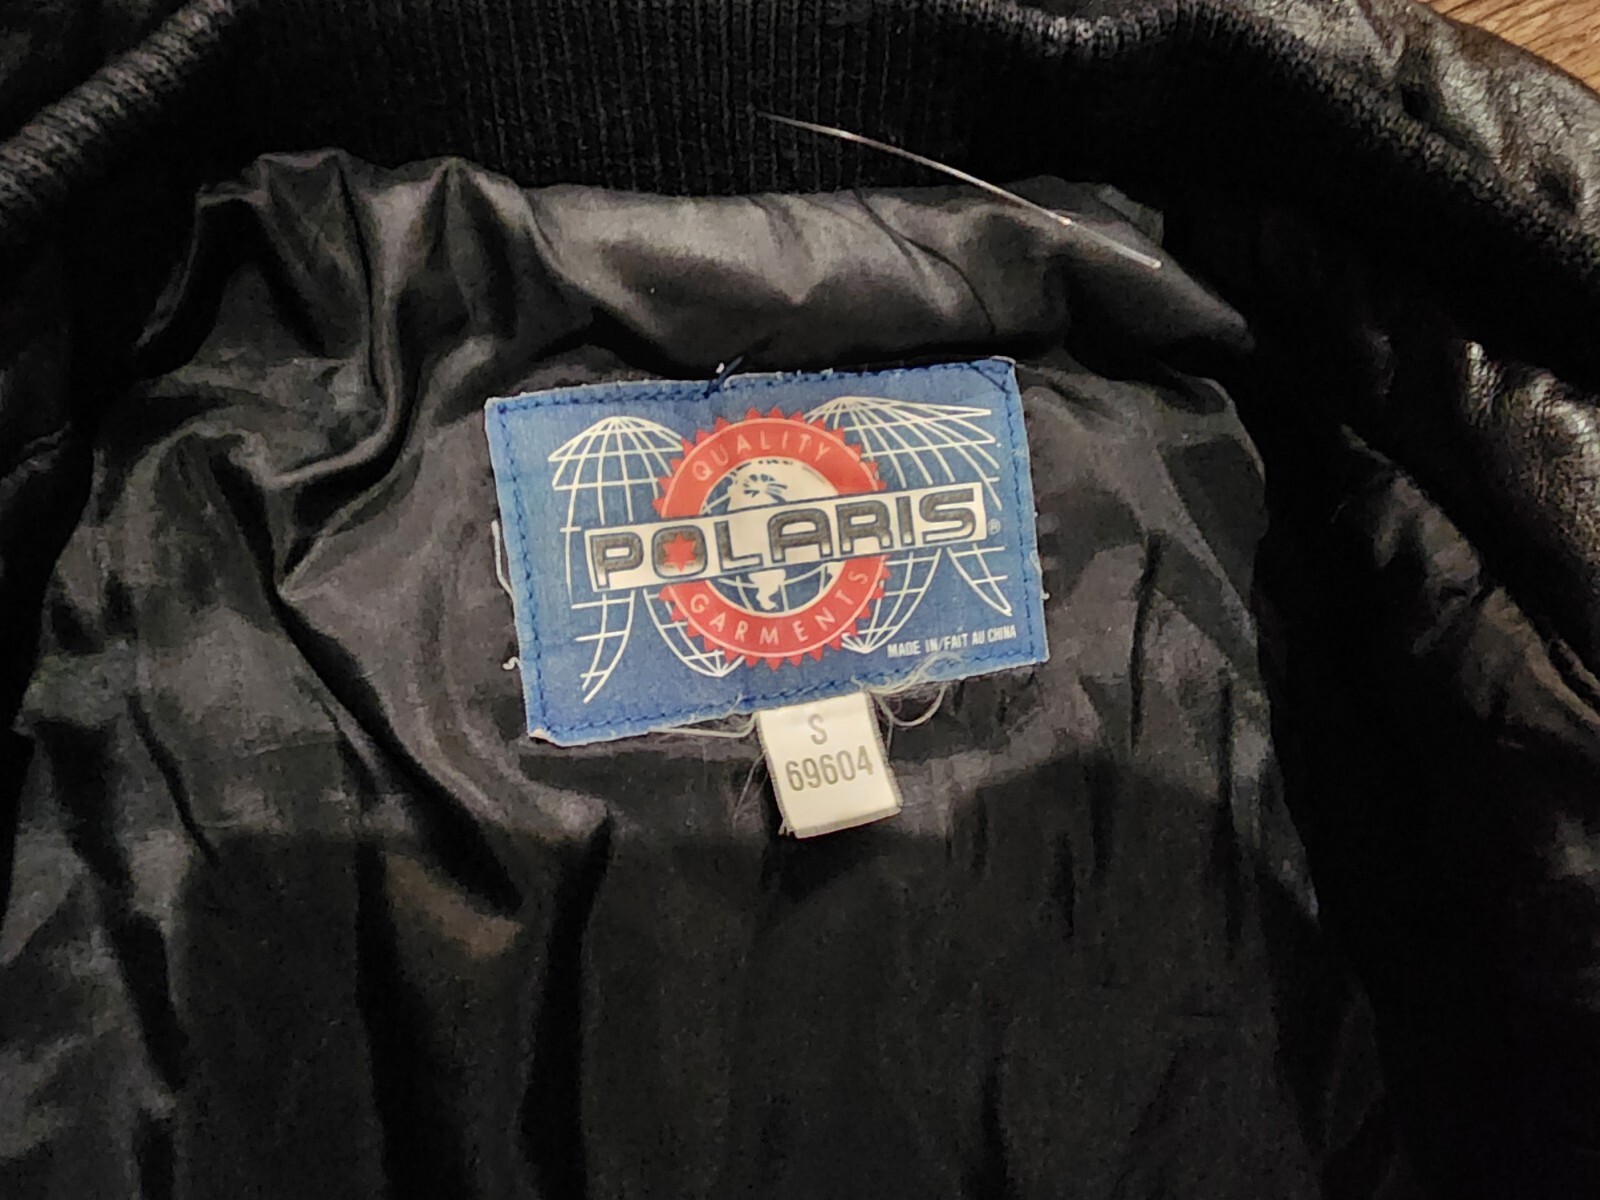 QUALITY
POLARIS®
GARMENTS
MADE IN/FAIT AU CHINA
S
69604